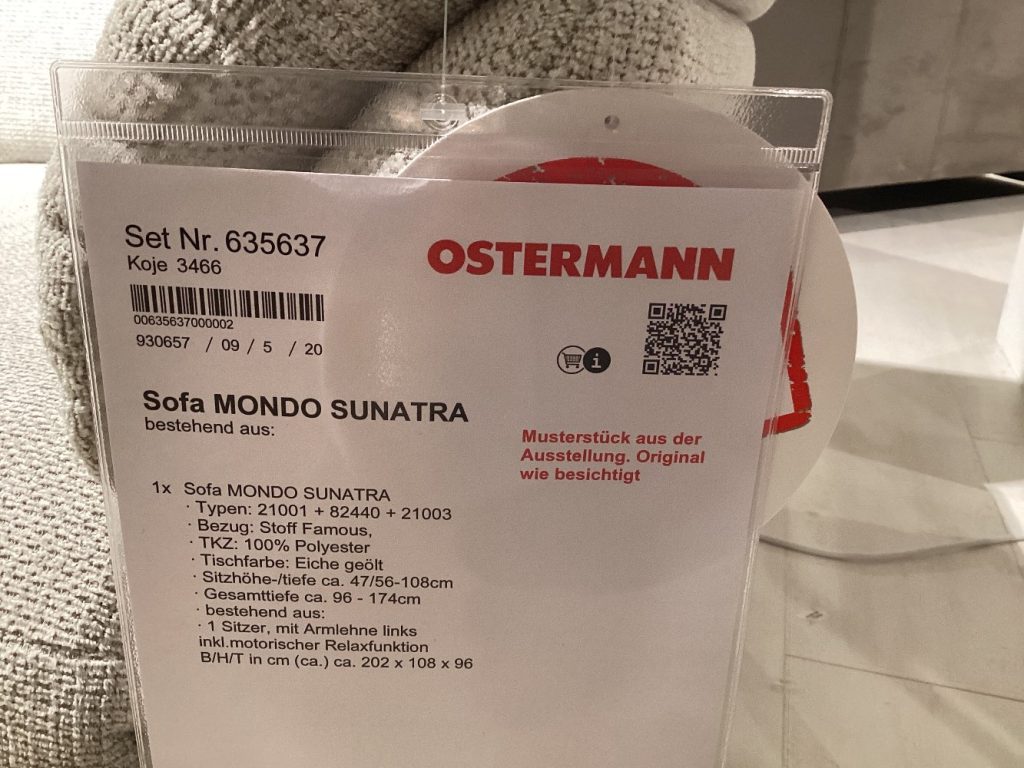 Set Nr. 635637
Koje 3466
00635637000002
930657 / 09 / 5 / 20
OSTERMANN
i
Sofa MONDO SUNATRA
bestehend aus:
Musterstück aus der
Ausstellung. Original
wie besichtigt
1x Sofa MONDO SUNATRA
· Typen: 21001 + 82440 + 21003
· Bezug: Stoff Famous,
· TKZ: 100% Polyester
· Tischfarbe: Eiche geölt
· Sitzhöhe-/tiefe ca. 47/56-108cm
· Gesamttiefe ca. 96 - 174cm
· bestehend aus:
· 1 Sitzer, mit Armlehne links
inkl.motorischer Relaxfunktion
B/H/T in cm (ca.) ca. 202 x 108 x 96